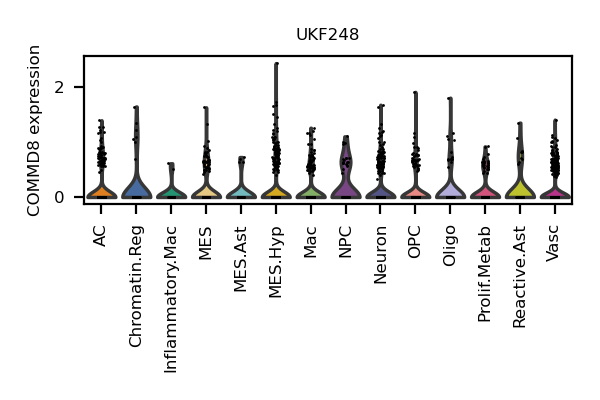 UKF248
COMMD8 expression
2
0
AC
Chromatin.Reg
Inflammatory.Mac
MES
MES.Ast
MES.Hyp
Mac
NPC
Neuron
OPC
Oligo
Prolif.Metab
Reactive.Ast
Vasc